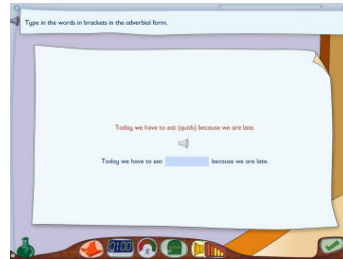 Type in the words in brackets in the adverbial form.
Today we have to eat (quick) because we are late.
Today we have to eat because we are late.